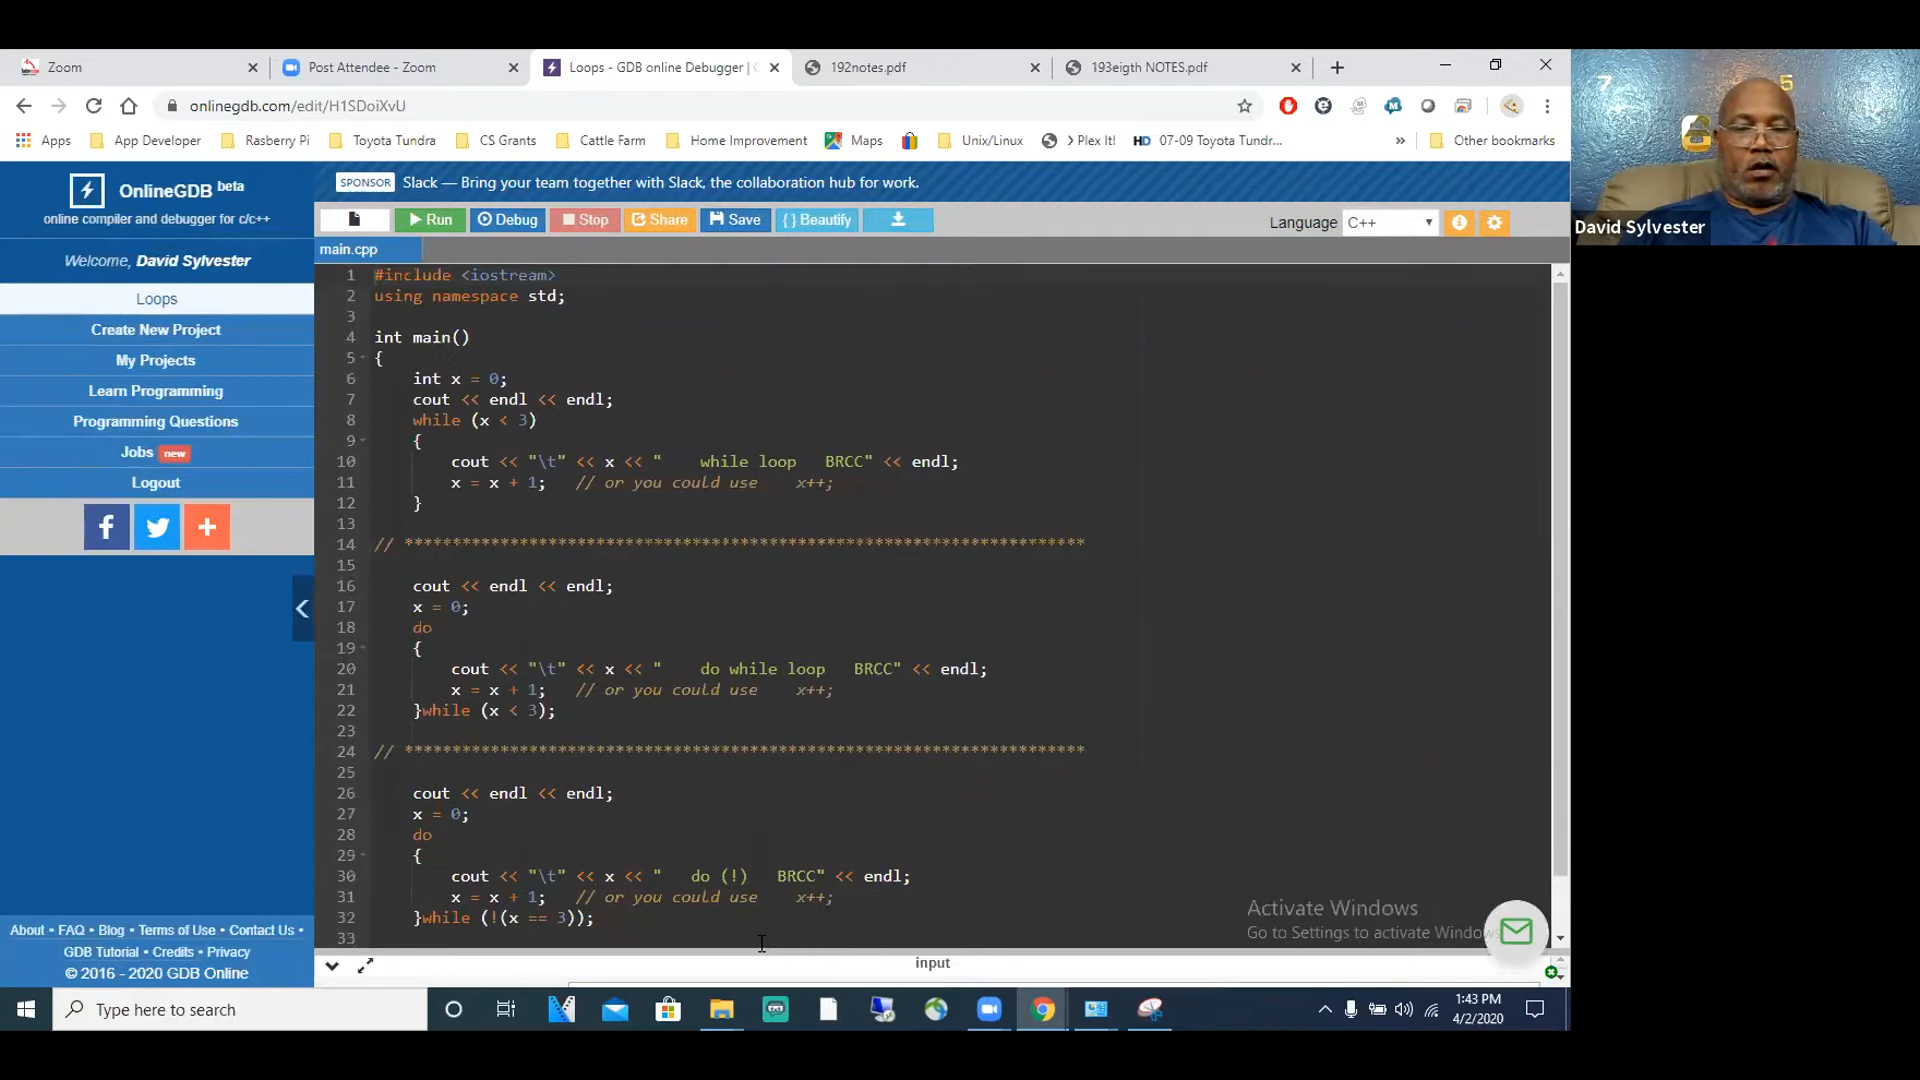 Zoom
Post Attendee - Zoom
Loops - GDB online Debugger | C
192notes.pdf
193eigth NOTES.pdf
onlinegdb.com/edit/H1SDoiXvU
Apps
App Developer
Rasberry Pi
Toyota Tundra
CS Grants
Cattle Farm
Home Improvement
Maps
Unix/Linux
> Plex It!
HD 07-09 Toyota Tundr...
»
Other bookmarks
OnlineGDB beta
online compiler and debugger for c/c++
Welcome, David Sylvester
Loops
Create New Project
My Projects
Learn Programming
Programming Questions
Jobs new
Logout
About • FAQ • Blog • Terms of Use • Contact Us •
GDB Tutorial • Credits • Privacy
© 2016 - 2020 GDB Online
SPONSOR Slack — Bring your team together with Slack, the collaboration hub for work.
Run
Debug
Stop
Share
Save
{ } Beautify
Language C++
main.cpp
1 #include <iostream>
2 using namespace std;
3
4 int main()
5 {
6 int x = 0;
7 cout << endl << endl;
8 while (x < 3)
9 {
10 cout << "\t" << x << "    while loop   BRCC" << endl;
11 x = x + 1;   // or you could use    x++;
12 }
13
14 // ***********************************************************************
15
16 cout << endl << endl;
17 x = 0;
18 do
19 {
20 cout << "\t" << x << "    do while loop   BRCC" << endl;
21 x = x + 1;   // or you could use    x++;
22 }while (x < 3);
23
24 // ***********************************************************************
25
26 cout << endl << endl;
27 x = 0;
28 do
29 {
30 cout << "\t" << x << "   do (!)   BRCC" << endl;
31 x = x + 1;   // or you could use    x++;
32 }while (!(x == 3));
33
Activate Windows
Go to Settings to activate Windows
input
Type here to search
1:43 PM
4/2/2020
7
5
David Sylvester